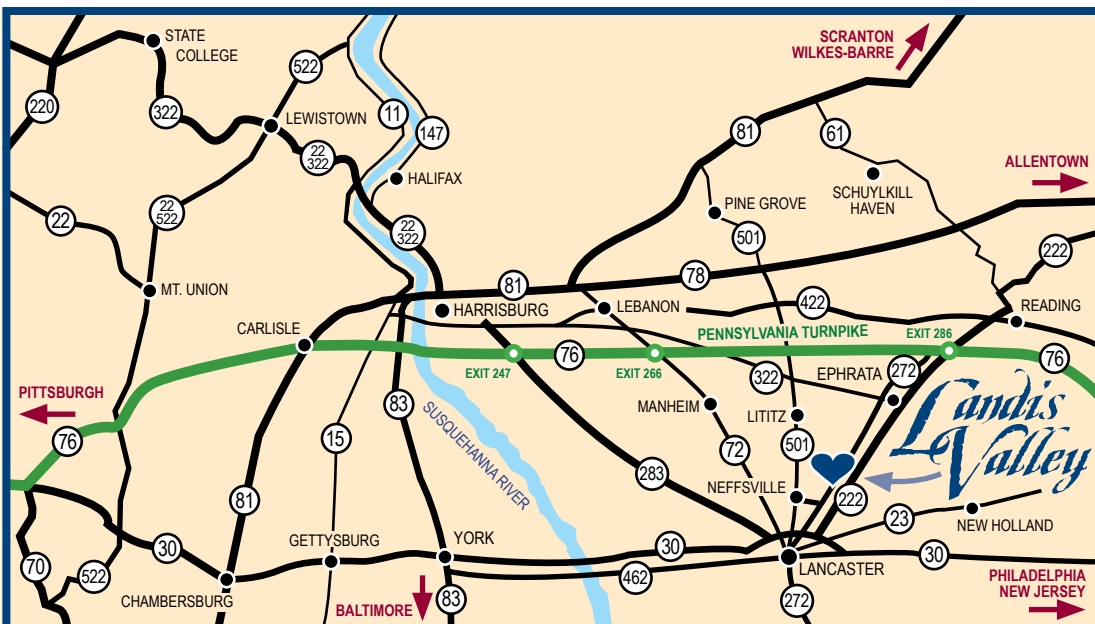 STATE
COLLEGE
SCRANTON
WILKES-BARRE
522
220
322
11
LEWISTOWN
147
81
61
22
322
ALLENTOWN
HALIFAX
SCHUYLKILL
HAVEN
22
22
522
PINE GROVE
22
322
501
222
78
81
MT. UNION
HARRISBURG
LEBANON
422
READING
CARLISLE
PENNSYLVANIA TURNPIKE
EXIT 286
76
76
EXIT 247
EXIT 266
322
EPHRATA
272
PITTSBURGH
83
MANHEIM
LITITZ
Landis
Valley
SUSQUEHANNA RIVER
76
15
72
501
283
NEFFSVILLE
222
81
23
NEW HOLLAND
30
GETTYSBURG
YORK
30
30
70
522
462
LANCASTER
CHAMBERSBURG
BALTIMORE
83
272
PHILADELPHIA
NEW JERSEY